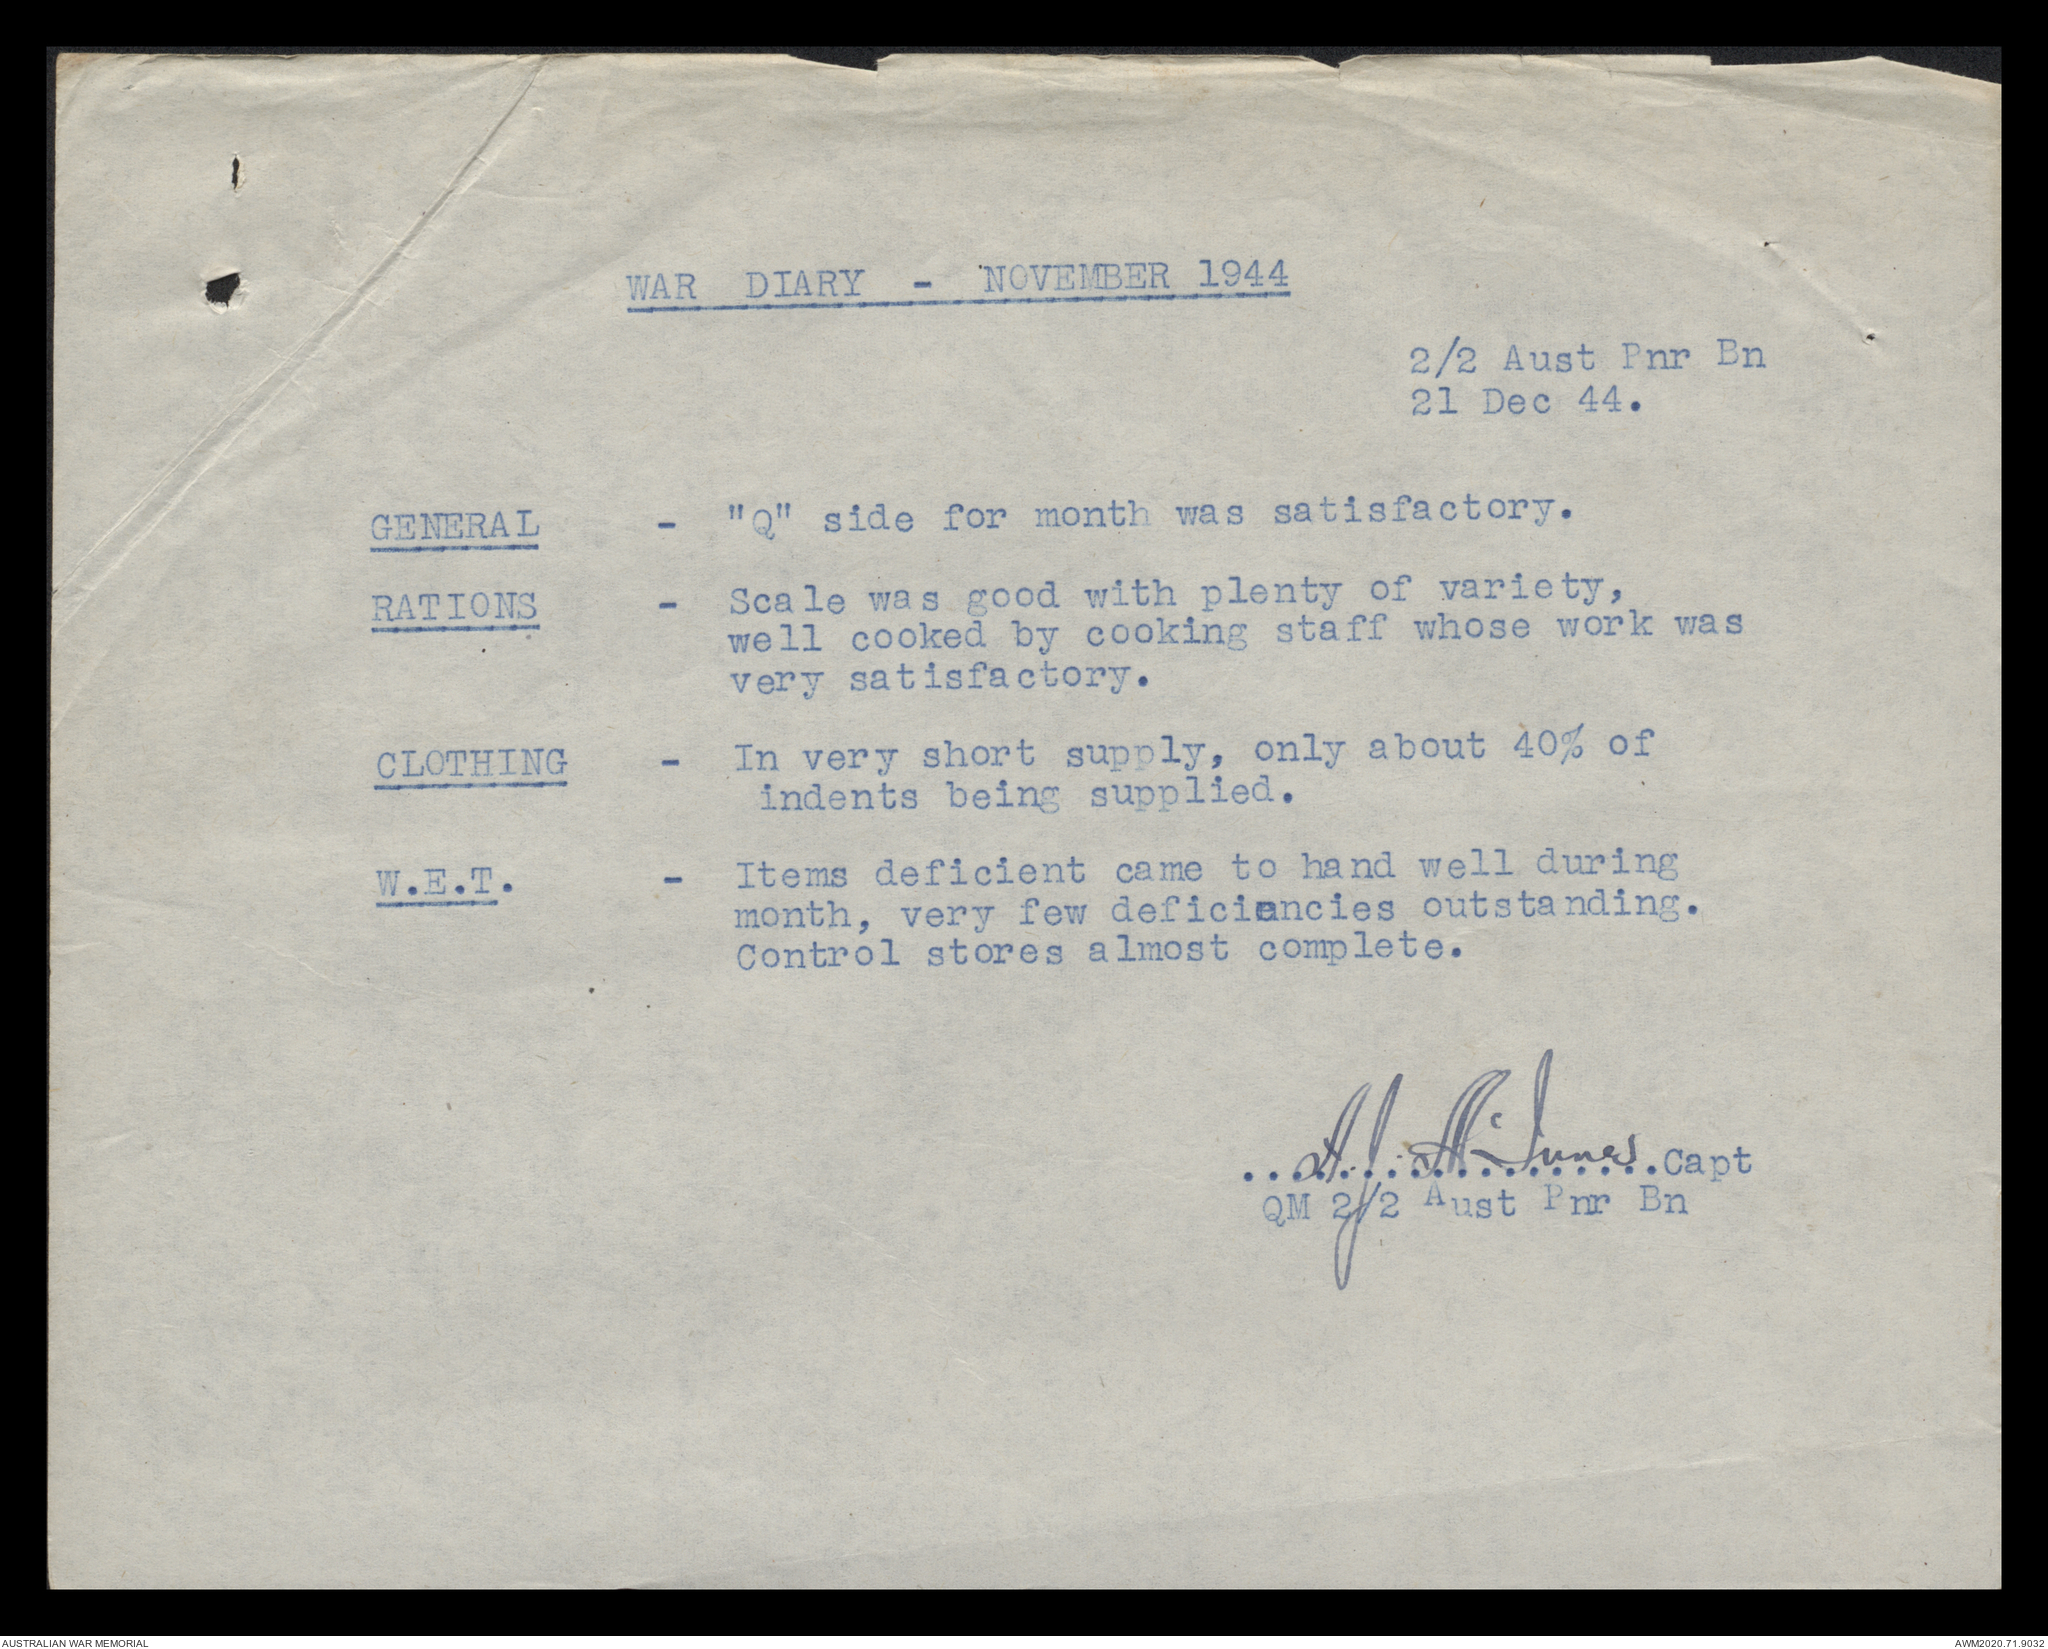 WAR DIARY - NOVEMBER 1944
2/2 Aust Pnr Bn
21 Dec 44.
GENERAL - "Q" side for month was satisfactory.
RATIONS - Scale was good with plenty of variety,
well cooked by cooking staff whose work was
very satisfactory.
CLOTHING - In very short supply, only about 40% of
indents being supplied.
W.E.T. - Items deficient came to hand well during
month, very few deficiencies outstanding.
Control stores almost complete.
Capt
QM 2/2 Aust Pnr Bn
AUSTRALIAN WAR MEMORIAL
AWM2020.71.9032